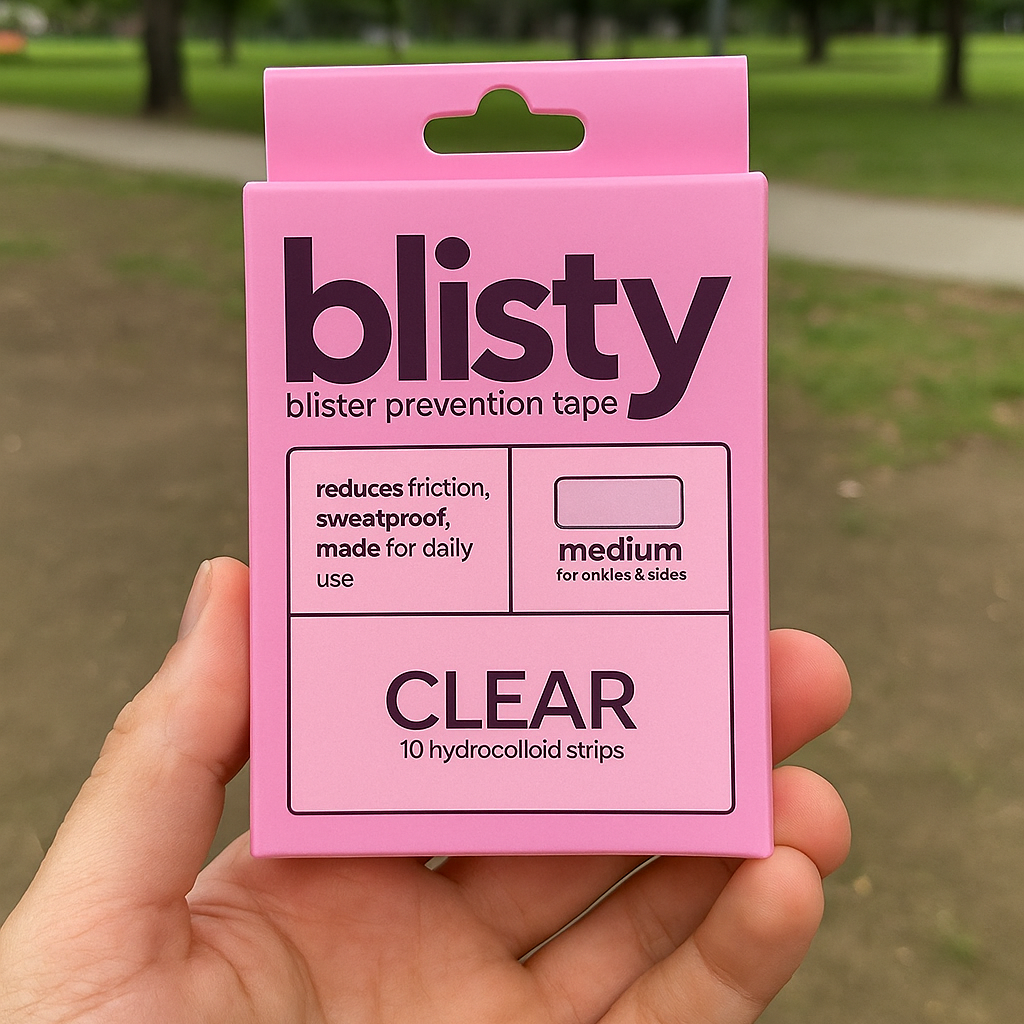 blisty
blister prevention tape
reduces friction,
sweatproof,
made for daily
use
medium
for onkles & sides
CLEAR
10 hydrocolloid strips